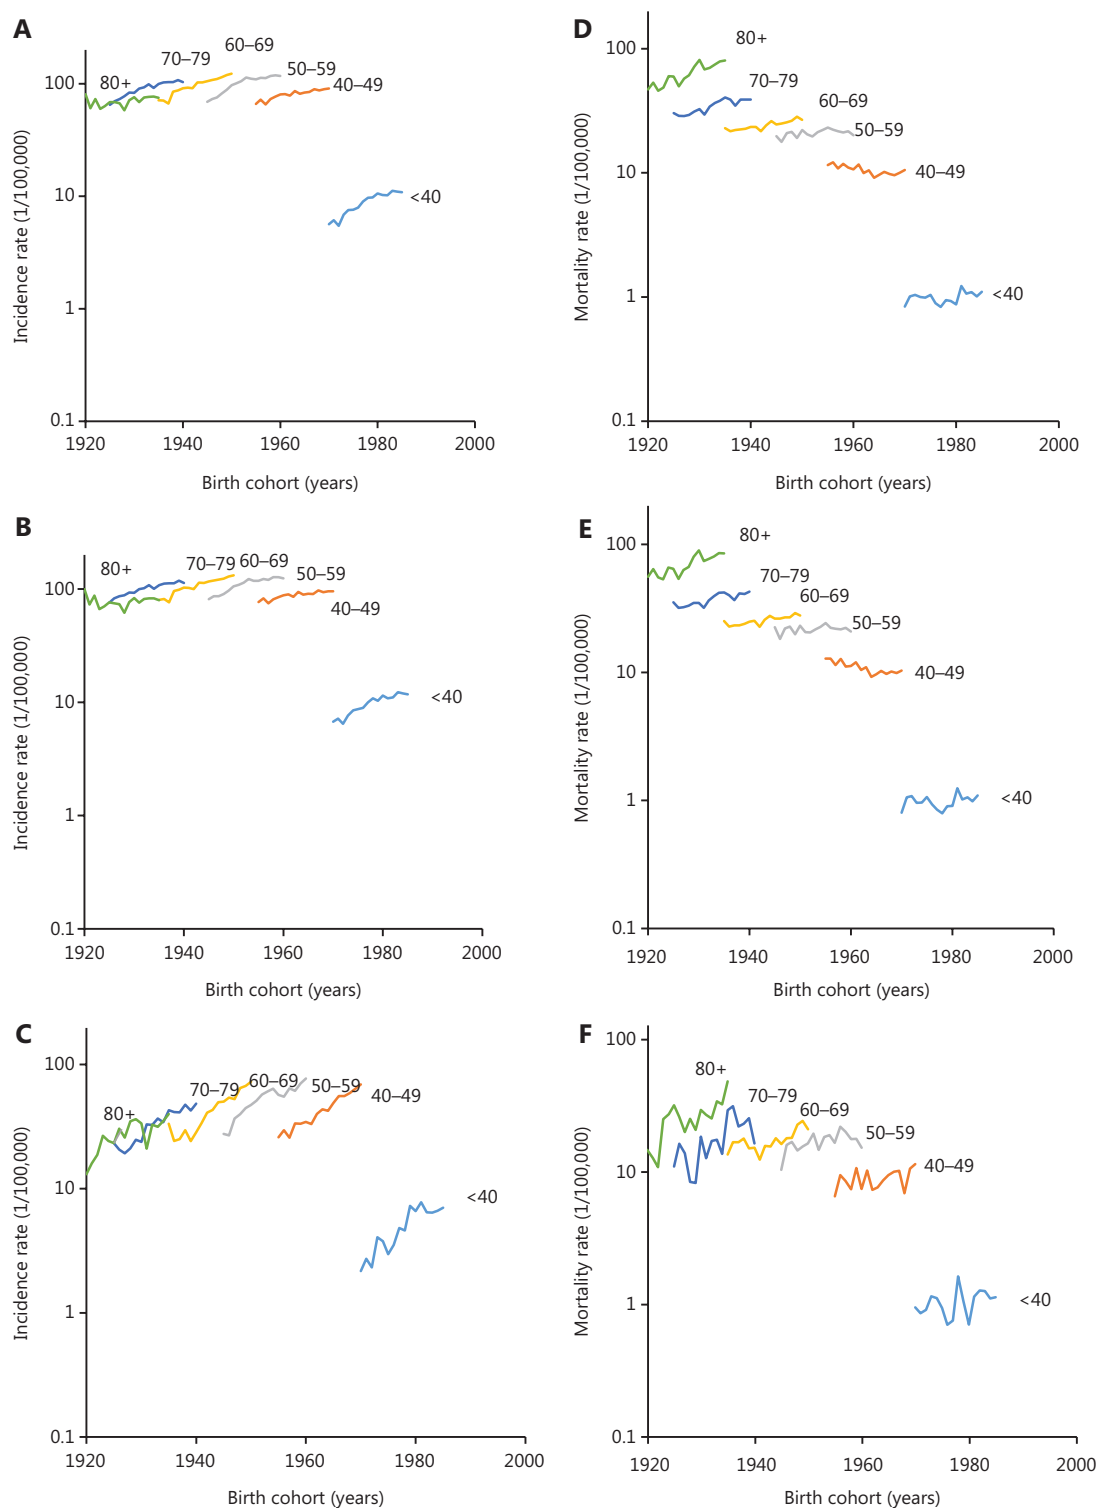 A
Incidence rate (1/100,000)
100
10
1
0.1
80+
70–79
60–69
50–59
40–49
<40
1920 1940 1960 1980 2000
Birth cohort (years)
D
Mortality rate (1/100,000)
100
10
1
0.1
80+
70–79
60–69
50–59
40–49
<40
1920 1940 1960 1980 2000
Birth cohort (years)
B
Incidence rate (1/100,000)
100
10
1
0.1
80+
70–79
60–69
50–59
40–49
<40
1920 1940 1960 1980 2000
Birth cohort (years)
E
Mortality rate (1/100,000)
100
10
1
0.1
80+
70–79
60–69
50–59
40–49
<40
1920 1940 1960 1980 2000
Birth cohort (years)
C
Incidence rate (1/100,000)
100
10
1
0.1
80+
70–79
60–69
50–59
40–49
<40
1920 1940 1960 1980 2000
Birth cohort (years)
F
Mortality rate (1/100,000)
100
10
1
0.1
80+
70–79
60–69
50–59
40–49
<40
1920 1940 1960 1980 2000
Birth cohort (years)